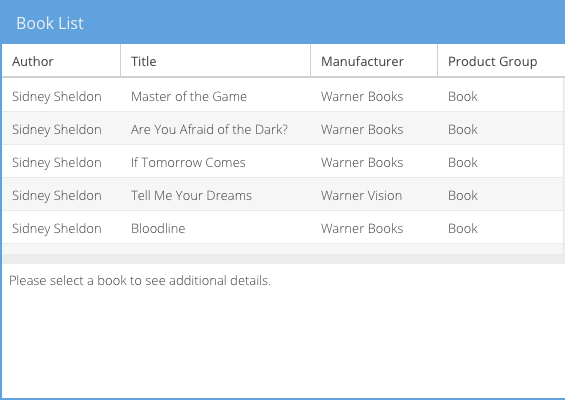 Book List
Author Title Manufacturer Product Group
Sidney Sheldon Master of the Game Warner Books Book
Sidney Sheldon Are You Afraid of the Dark? Warner Books Book
Sidney Sheldon If Tomorrow Comes Warner Books Book
Sidney Sheldon Tell Me Your Dreams Warner Vision Book
Sidney Sheldon Bloodline Warner Books Book
Please select a book to see additional details.